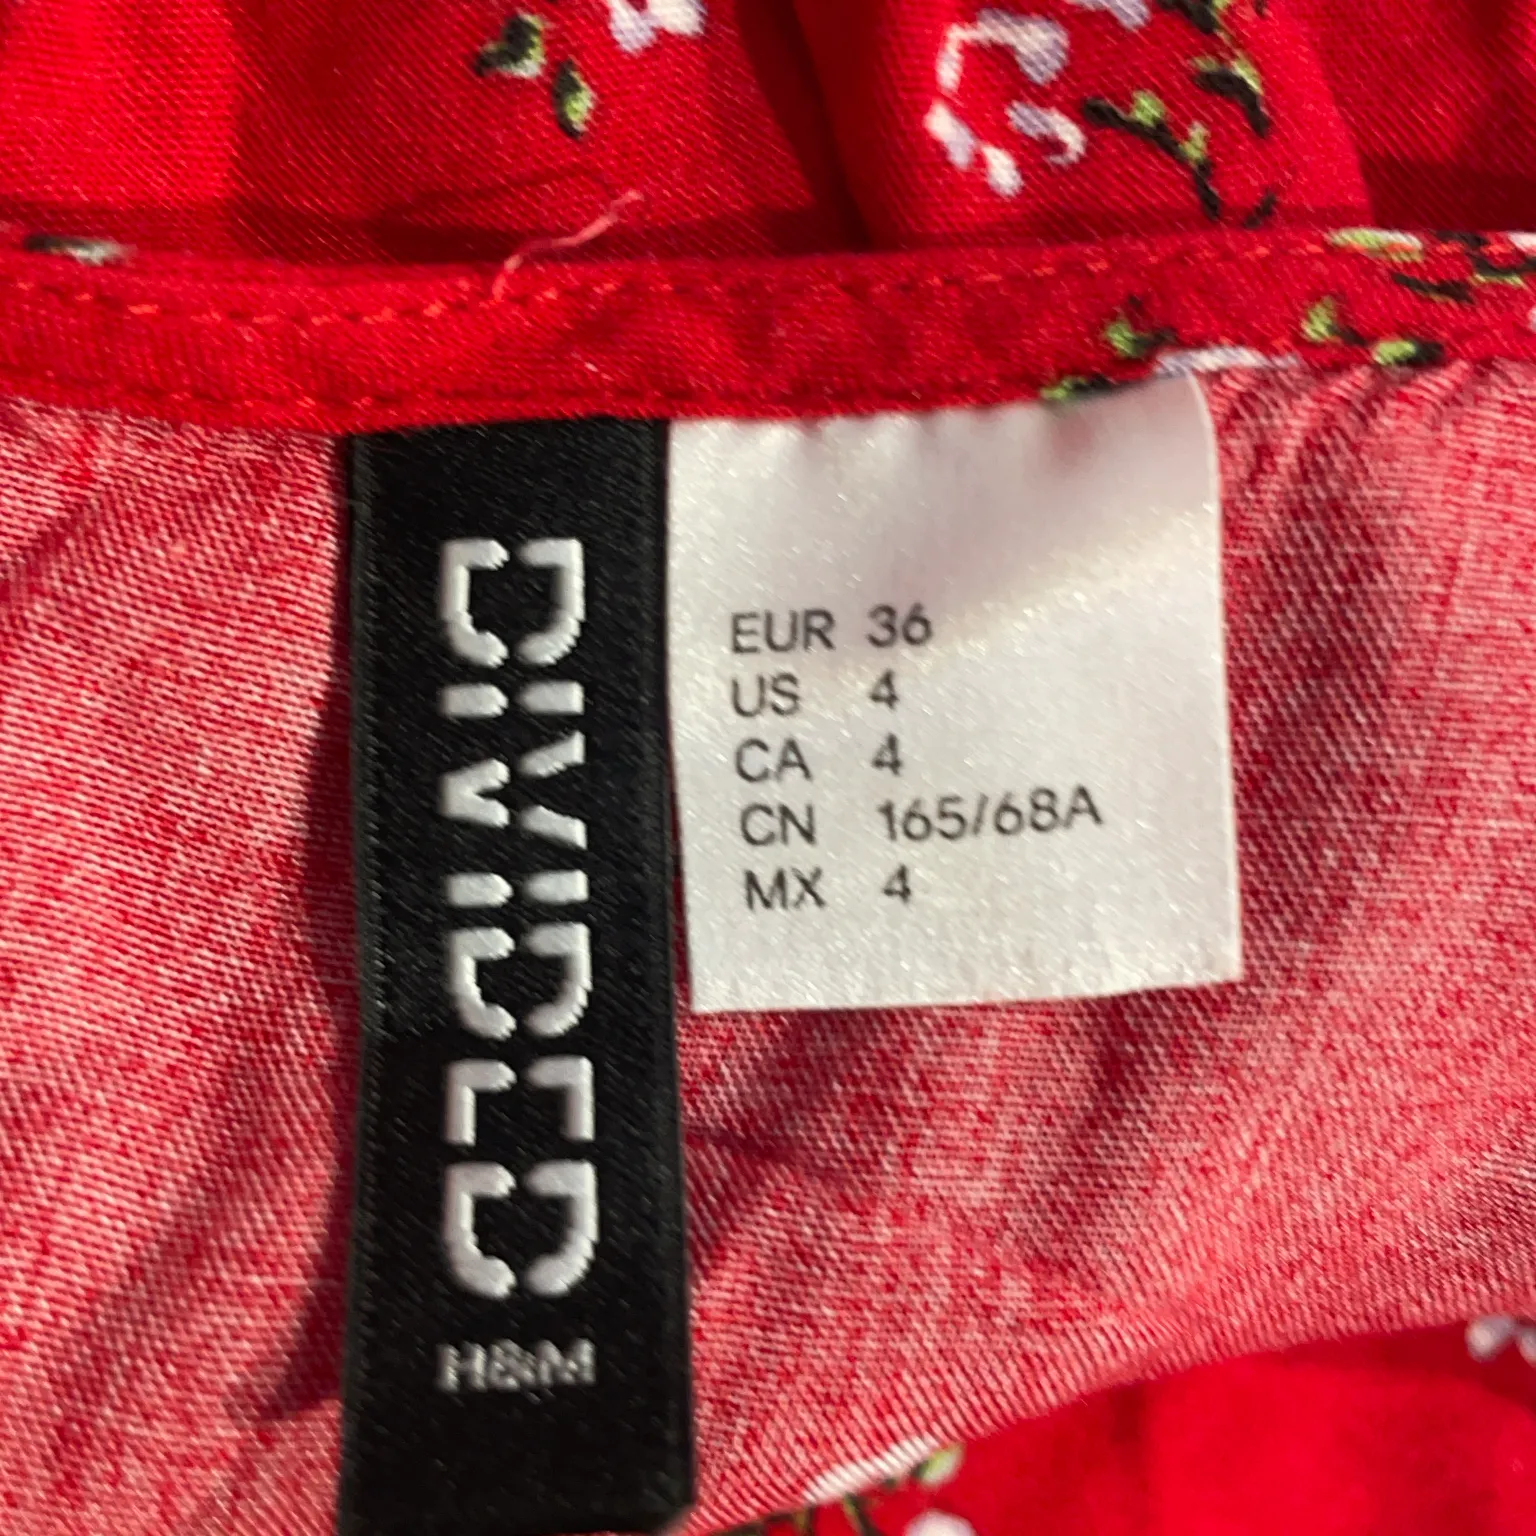 DIVIDED
H&M
EUR 36
US 4
CA 4
CN 165/68A
MX 4